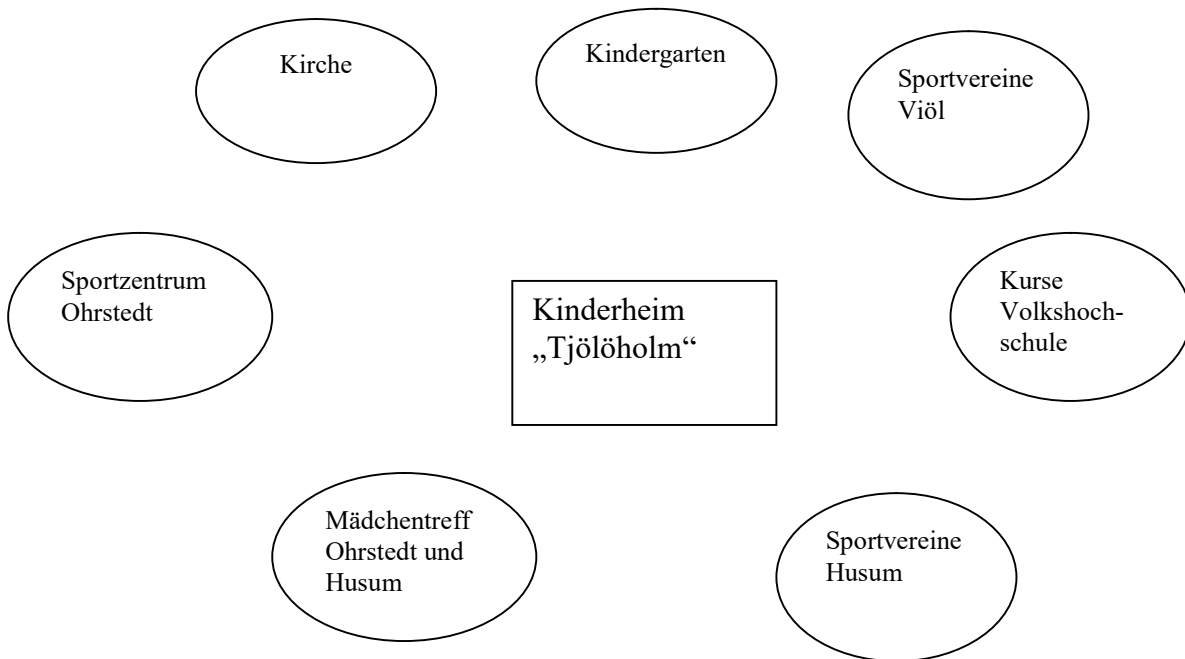 Kirche
Kindergarten
Sportvereine
Viöl
Sportzentrum
Ohrstedt
Kinderheim
„Tjölöholm“
Kurse
Volkshoch-
schule
Mädchentreff
Ohrstedt und
Husum
Sportvereine
Husum